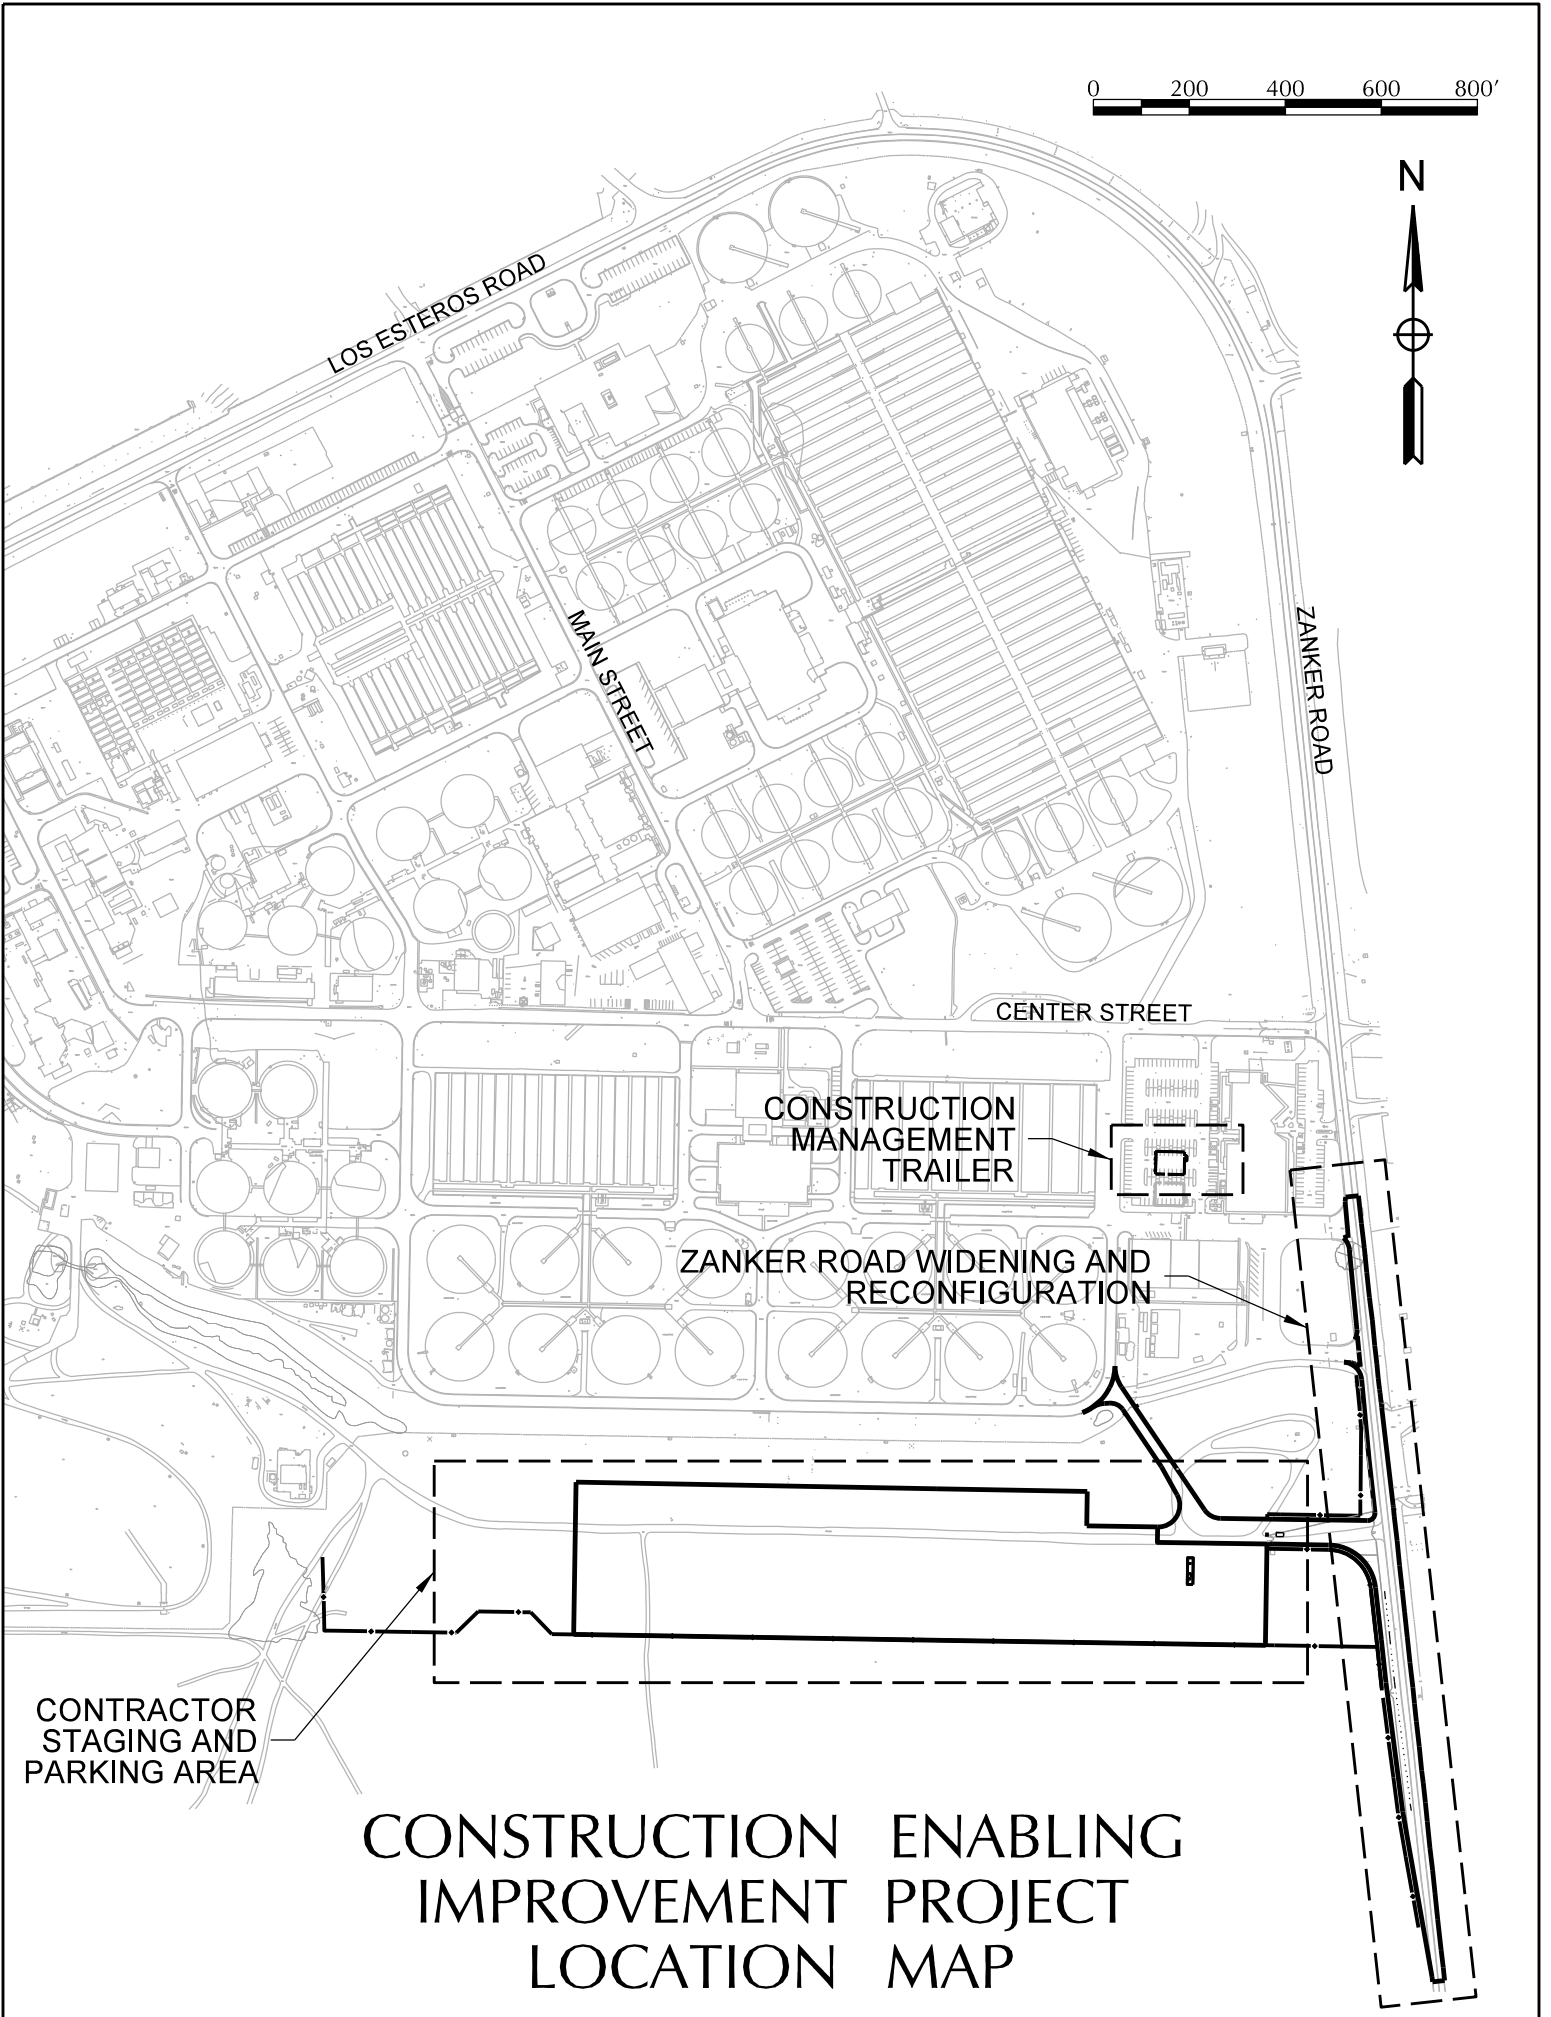 0 200 400 600 800'
N
LOS ESTEROS ROAD
MAIN STREET
ZANKER ROAD
CENTER STREET
CONSTRUCTION
MANAGEMENT
TRAILER
ZANKER ROAD WIDENING AND
RECONFIGURATION
CONTRACTOR
STAGING AND
PARKING AREA
CONSTRUCTION ENABLING
IMPROVEMENT PROJECT
LOCATION MAP